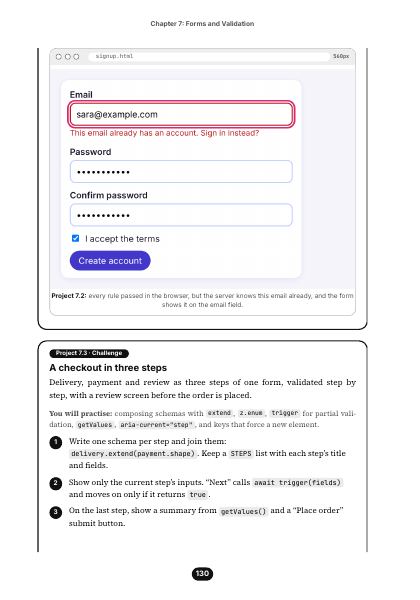 Chapter 7: Forms and Validation
signup.html
560px
Email
sara@example.com
This email already has an account. Sign in instead?
Password
•••••••••••
Confirm password
•••••••••••
I accept the terms
Create account
Project 7.2: every rule passed in the browser, but the server knows this email already, and the form
shows it on the email field.
Project 7.3 · Challenge
A checkout in three steps
Delivery, payment and review as three steps of one form, validated step by
step, with a review screen before the order is placed.
You will practise: composing schemas with extend, z.enum, trigger for partial vali-
dation, getValues, aria-current="step", and keys that force a new element.
1 Write one schema per step and join them:
delivery.extend(payment.shape). Keep a STEPS list with each step's title
and fields.
2 Show only the current step's inputs. “Next” calls await trigger(fields)
and moves on only if it returns true.
3 On the last step, show a summary from getValues() and a “Place order”
submit button.
130